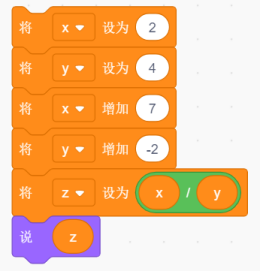 将 x 设为 2
将 y 设为 4
将 x 增加 7
将 y 增加 -2
将 z 设为 x / y
说 z